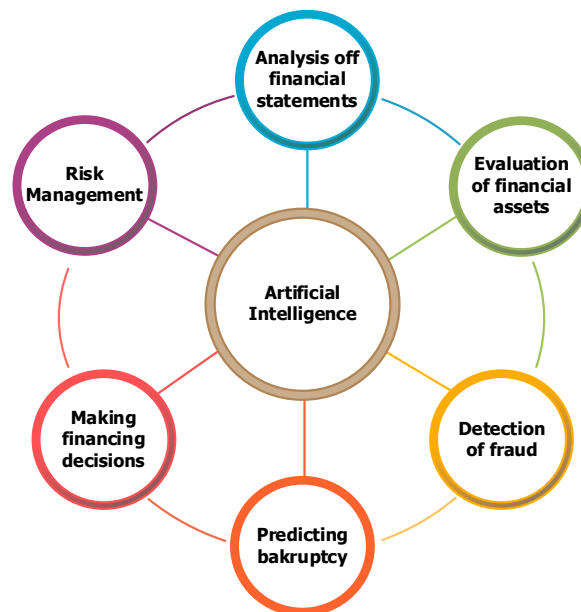 Analysis off
financial
statements
Risk
Management
Evaluation
of financial
assets
Artificial
Intelligence
Making
financing
decisions
Detection
of fraud
Predicting
bakruptcy